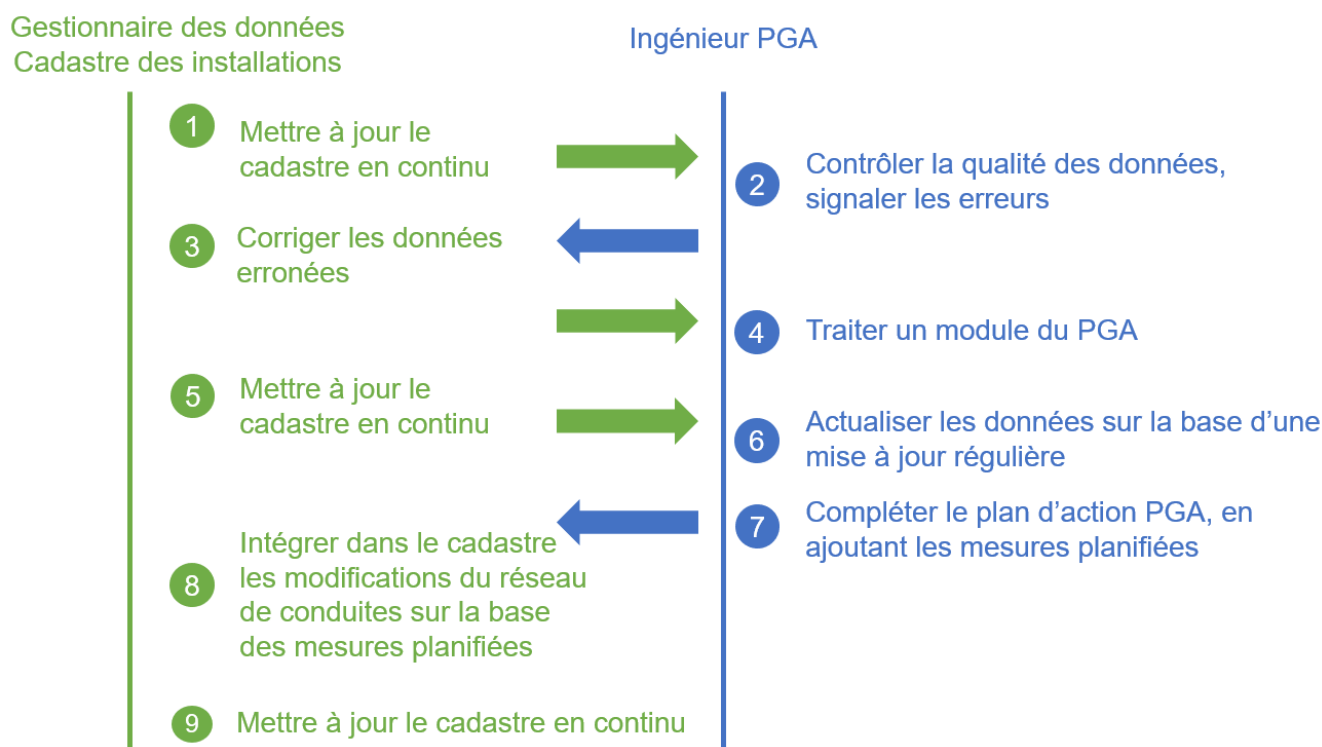 Gestionnaire des données
Cadastre des installations
Ingénieur PGA
1
Mettre à jour le
cadastre en continu
2
Contrôler la qualité des données,
signaler les erreurs
3
Corriger les données
erronées
4
Traiter un module du PGA
5
Mettre à jour le
cadastre en continu
6
Actualiser les données sur la base d'une
mise à jour régulière
7
Compléter le plan d'action PGA, en
ajoutant les mesures planifiées
8
Intégrer dans le cadastre
les modifications du réseau
de conduites sur la base
des mesures planifiées
9
Mettre à jour le cadastre en continu